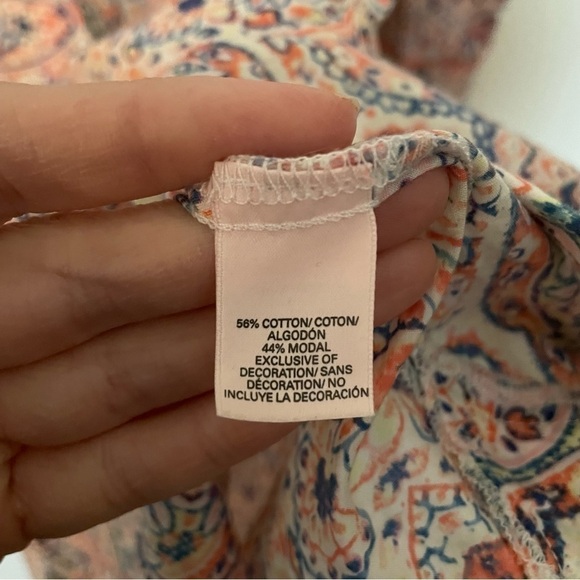 56% COTTON/ COTON/
ALGODÓN
44% MODAL
EXCLUSIVE OF
DECORATION/ SANS
DÉCORATION/ NO
INCLUYE LA DECORACIÓN